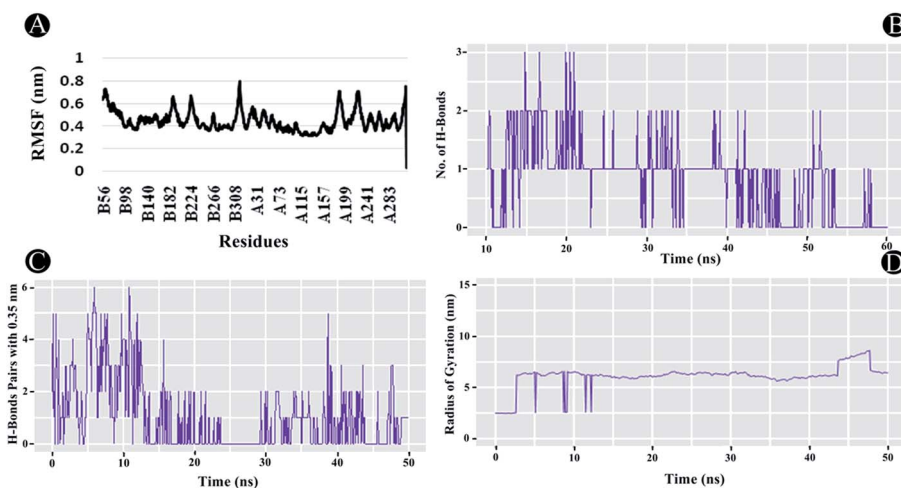 A
RMSF (nm)
1
0.8
0.6
0.4
0.2
0
B56
B98
B140
B182
B224
B266
B308
A31
A73
A115
A157
A199
A241
A283
Residues
B
No. of H-Bonds
3
2
1
0
10
20
30
40
50
60
Time (ns)
C
H-Bonds Pairs with 0.35 nm
6
4
2
0
0
10
20
30
40
50
Time (ns)
D
Radius of Gyration (nm)
15
10
5
0
0
10
20
30
40
50
Time (ns)